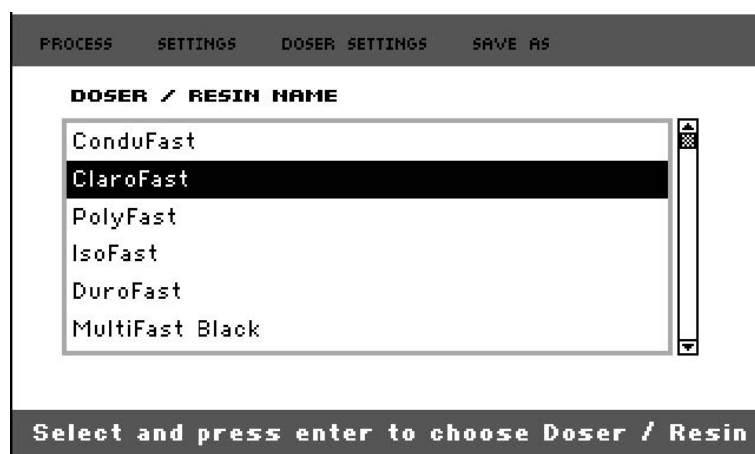 PROCESS SETTINGS DOSER SETTINGS SAVE AS
DOSER / RESIN NAME
ConduFast
ClaroFast
PolyFast
IsoFast
DuroFast
MultiFast Black
Select and press enter to choose Doser / Resin